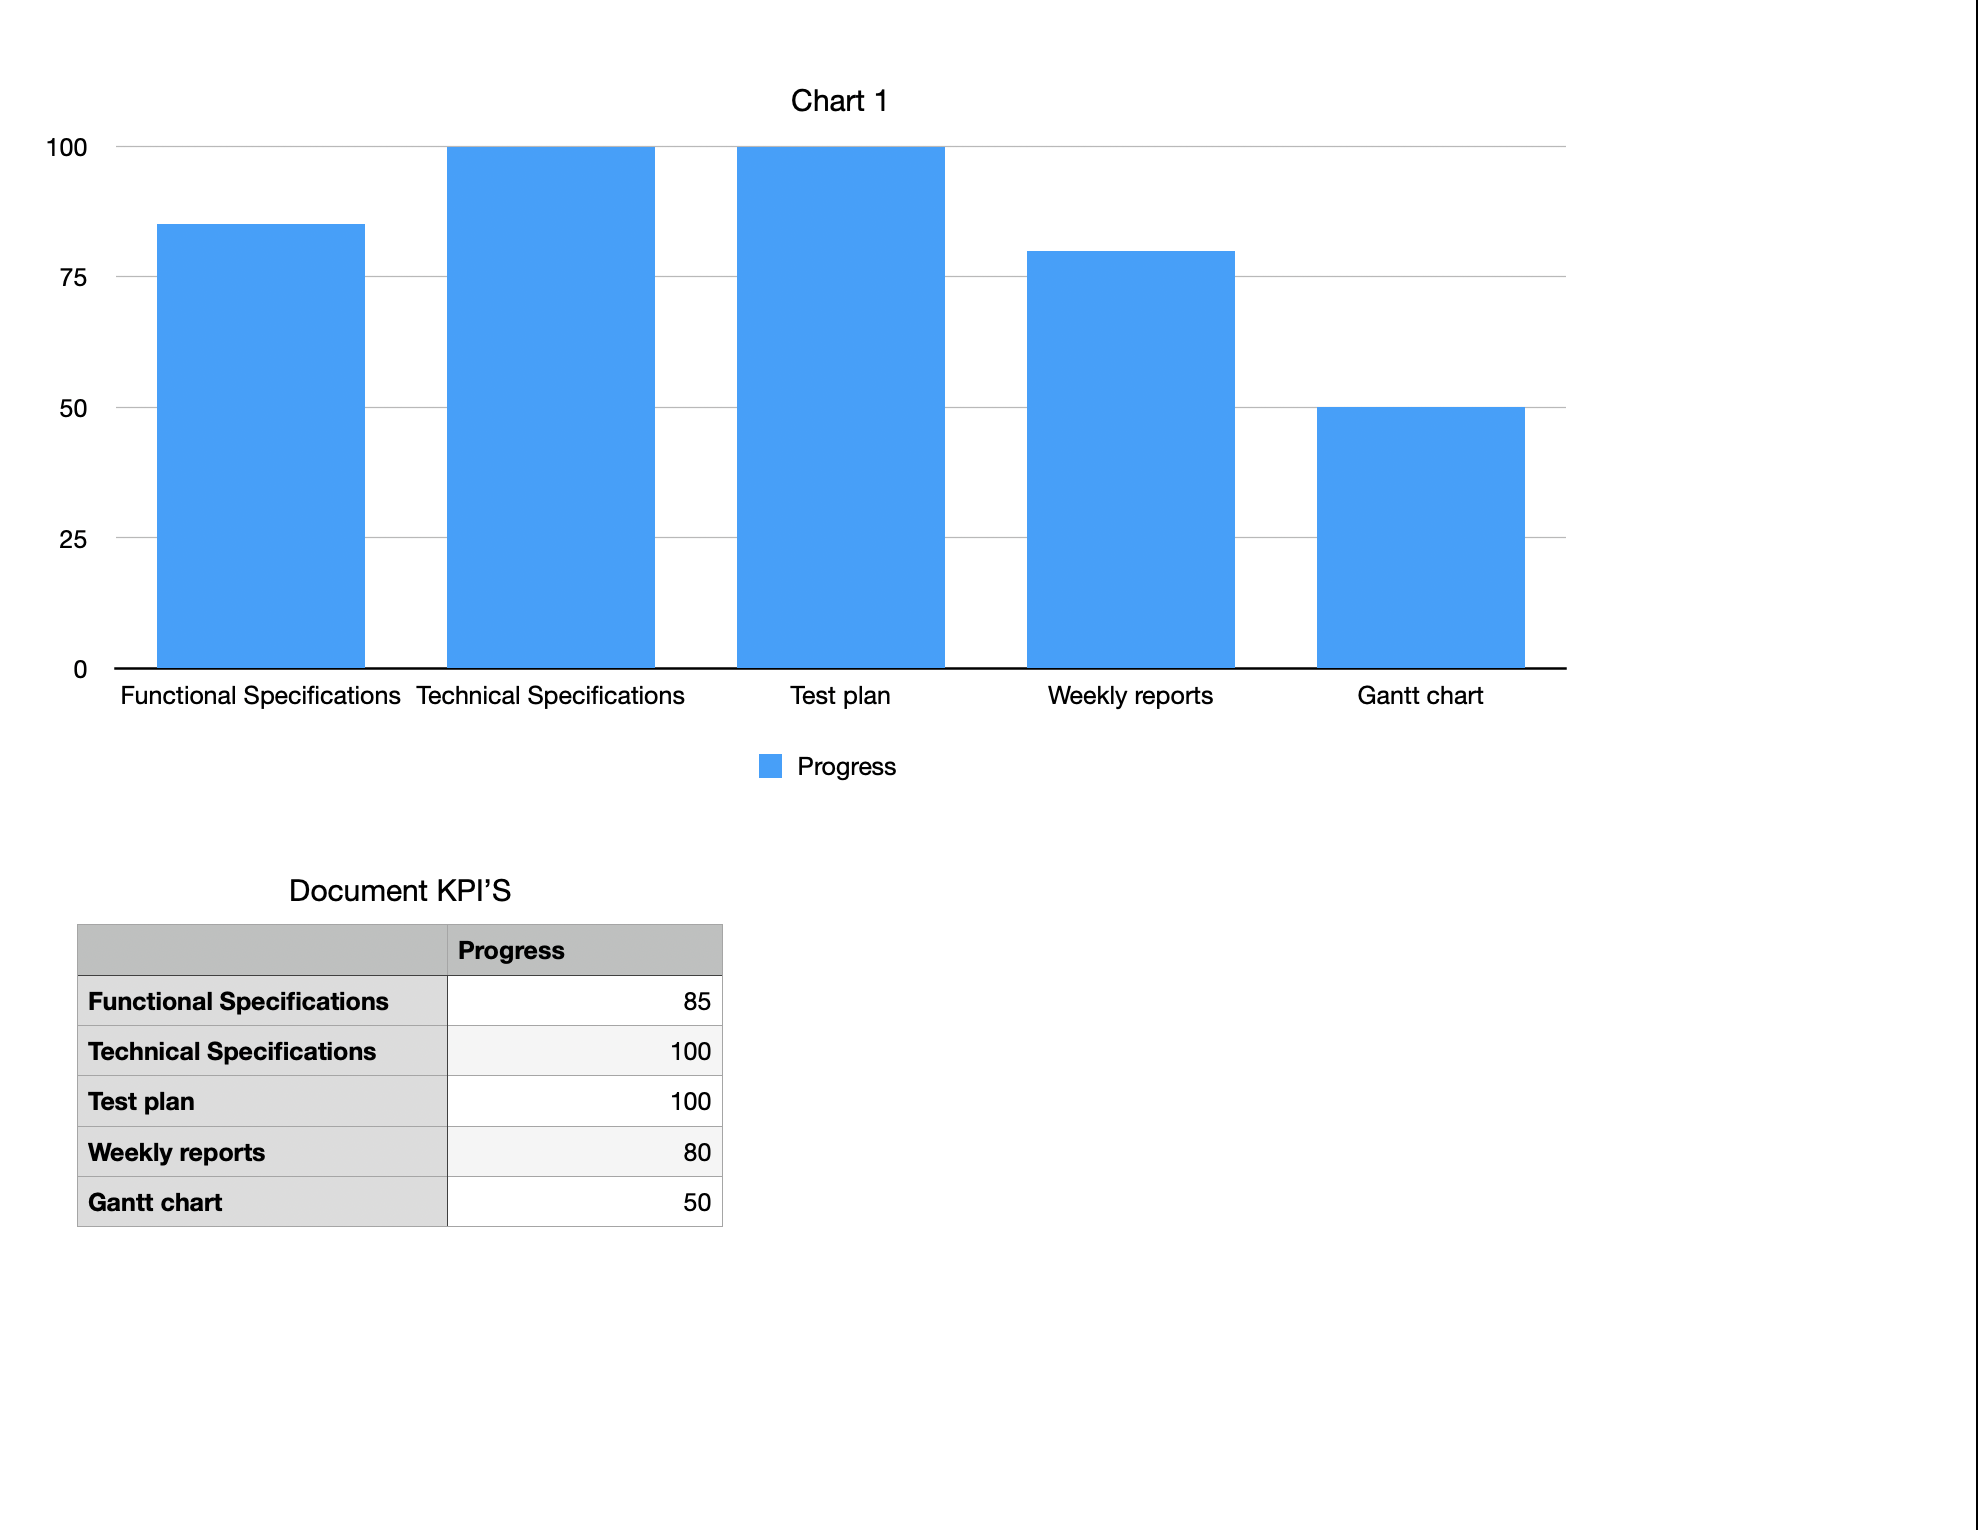 Chart 1
100
75
50
25
0
Functional Specifications Technical Specifications Test plan Weekly reports Gantt chart
Progress
Document KPI’S
Progress
Functional Specifications 85
Technical Specifications 100
Test plan 100
Weekly reports 80
Gantt chart 50